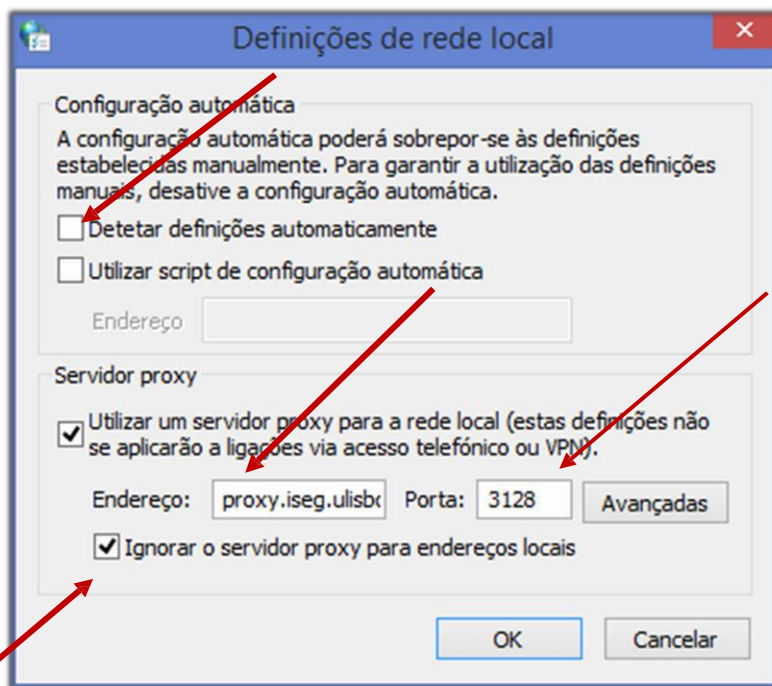 Definições de rede local
Configuração automática
A configuração automática poderá sobrepor-se às definições
estabelecidas manualmente. Para garantir a utilização das definições
manuais, desative a configuração automática.
Detetar definições automaticamente
Utilizar script de configuração automática
Endereço
Servidor proxy
Utilizar um servidor proxy para a rede local (estas definições não
se aplicarão a ligações via acesso telefónico ou VPN).
Endereço: proxy.iseg.ulisbo Porta: 3128 Avançadas
Ignorar o servidor proxy para endereços locais
OK Cancelar